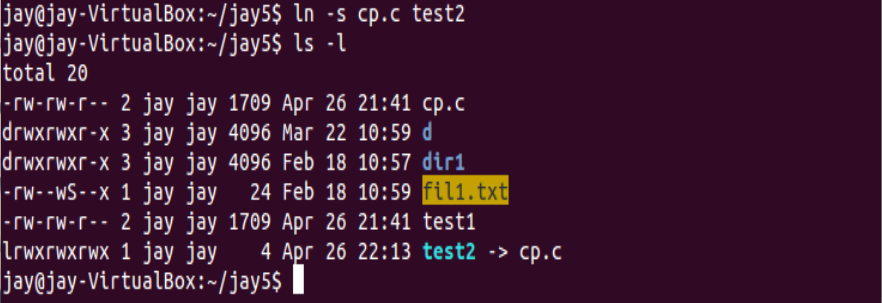 jay@jay-VirtualBox:~/jay5$ ln -s cp.c test2
jay@jay-VirtualBox:~/jay5$ ls -l
total 20
-rw-rw-r-- 2 jay jay 1709 Apr 26 21:41 cp.c
drwxrwxr-x 3 jay jay 4096 Mar 22 10:59 d
drwxrwxr-x 3 jay jay 4096 Feb 18 10:57 dir1
-rw--wS--x 1 jay jay   24 Feb 18 10:59 fil1.txt
-rw-rw-r-- 2 jay jay 1709 Apr 26 21:41 test1
lrwxrwxrwx 1 jay jay    4 Apr 26 22:13 test2 -> cp.c
jay@jay-VirtualBox:~/jay5$